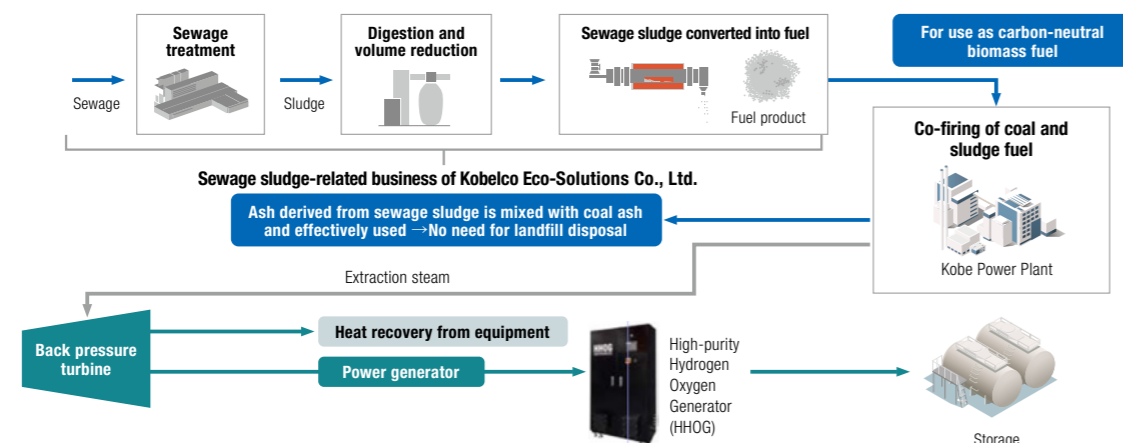 Sewage
treatment
Digestion and
volume reduction
Sewage sludge converted into fuel
For use as carbon-neutral
biomass fuel
Sewage
Sludge
Fuel product
Co-firing of coal and
sludge fuel
Sewage sludge-related business of Kobelco Eco-Solutions Co., Ltd.
Ash derived from sewage sludge is mixed with coal ash
and effectively used →No need for landfill disposal
Kobe Power Plant
Extraction steam
Back pressure
turbine
Heat recovery from equipment
Power generator
HHOG
High-purity
Hydrogen
Oxygen
Generator
(HHOG)
Storage